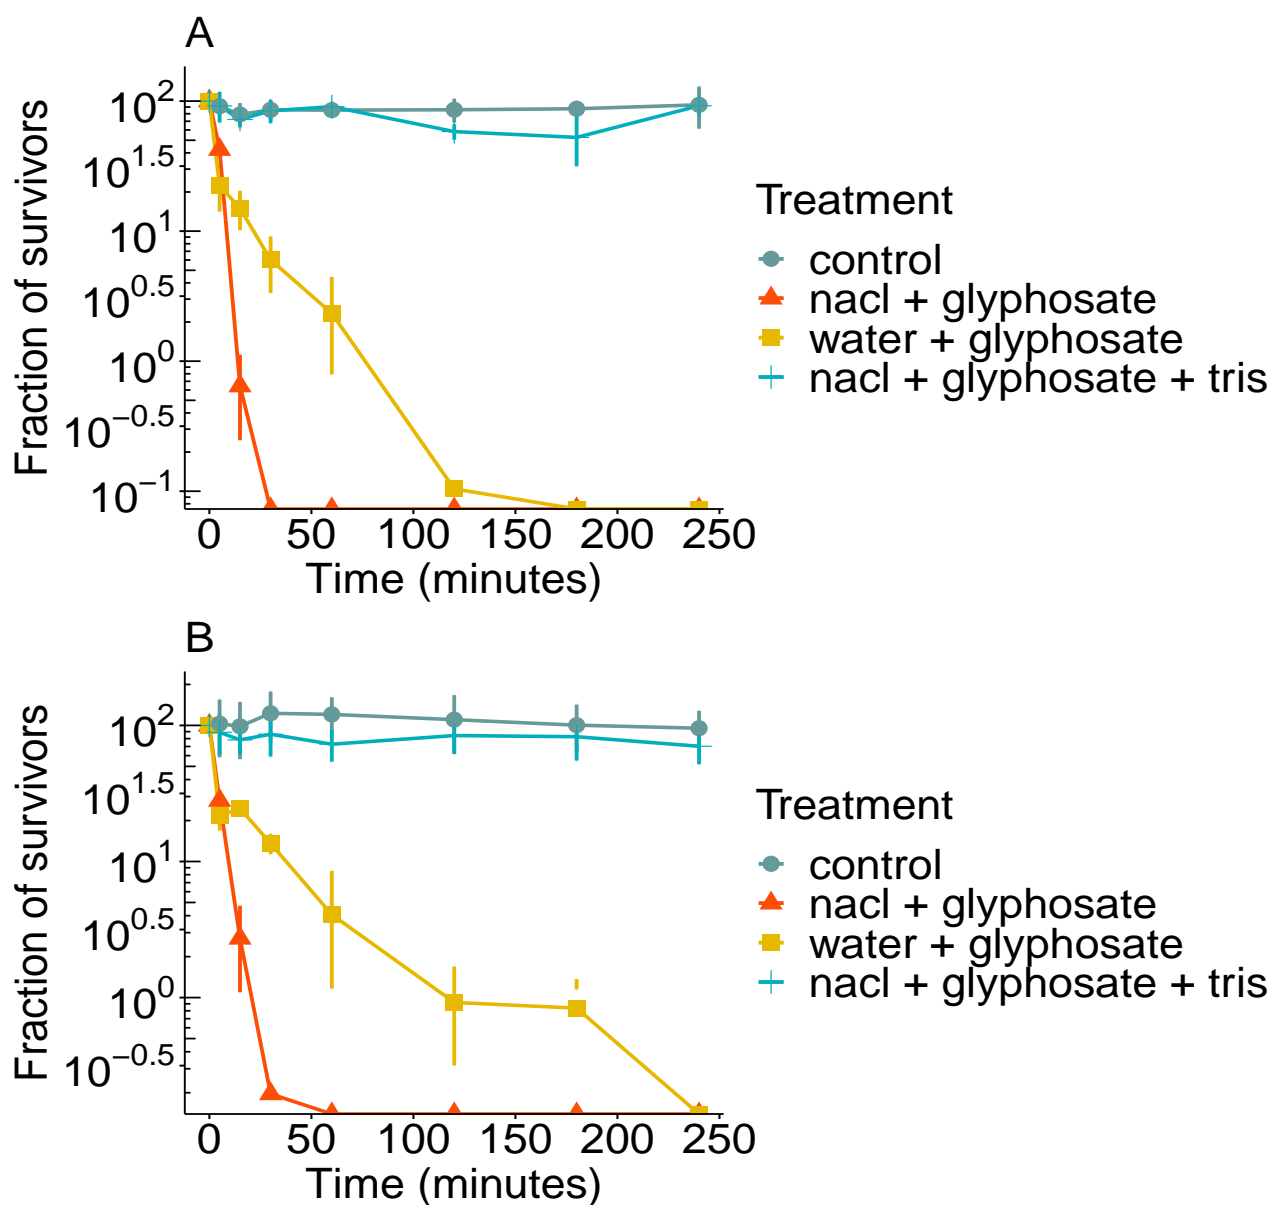 A
Fraction of survivors
10^2
10^1.5
10^1
10^0.5
10^0
10^−0.5
10^−1
0 50 100 150 200 250
Time (minutes)
Treatment
control
nacl + glyphosate
water + glyphosate
nacl + glyphosate + tris
B
Fraction of survivors
10^2
10^1.5
10^1
10^0.5
10^0
10^−0.5
0 50 100 150 200 250
Time (minutes)
Treatment
control
nacl + glyphosate
water + glyphosate
nacl + glyphosate + tris